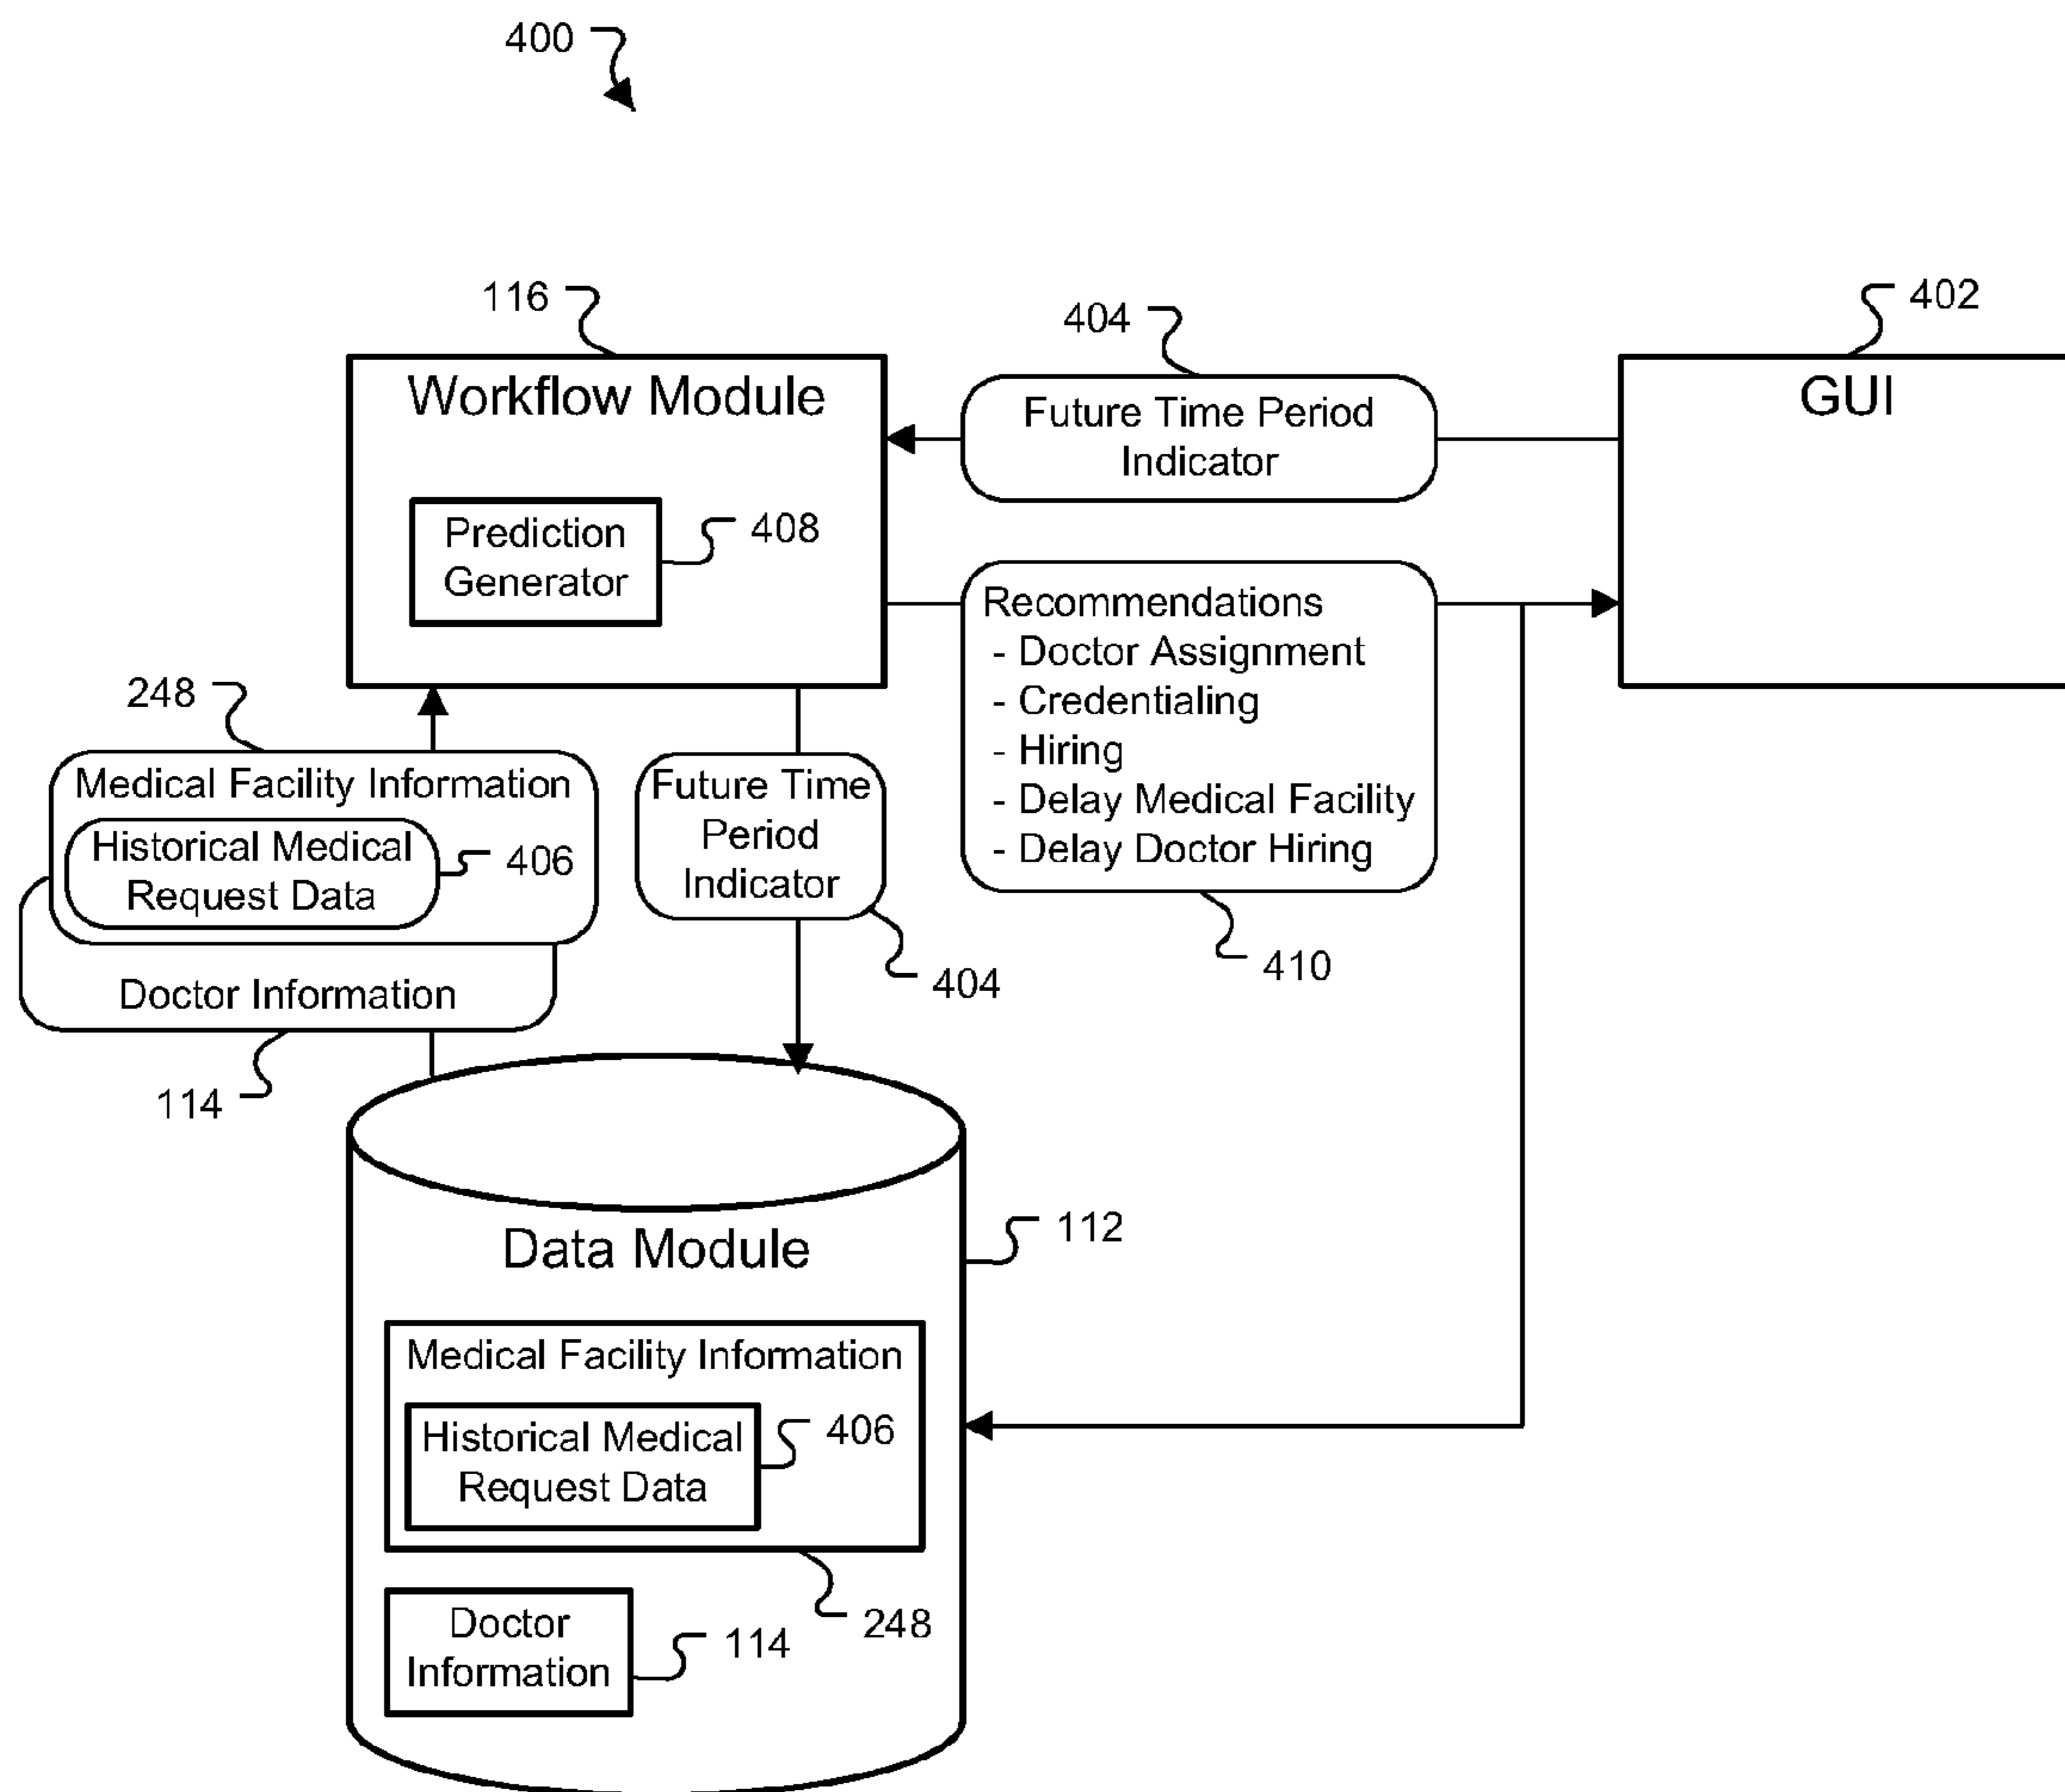 400
116
404
402
Workflow Module
Future Time Period
Indicator
GUI
Prediction
Generator
408
Recommendations
- Doctor Assignment
- Credentialing
- Hiring
- Delay Medical Facility
- Delay Doctor Hiring
410
248
Medical Facility Information
Historical Medical
Request Data
406
Doctor Information
114
Future Time
Period
Indicator
404
Data Module
112
Medical Facility Information
Historical Medical
Request Data
406
248
Doctor
Information
114